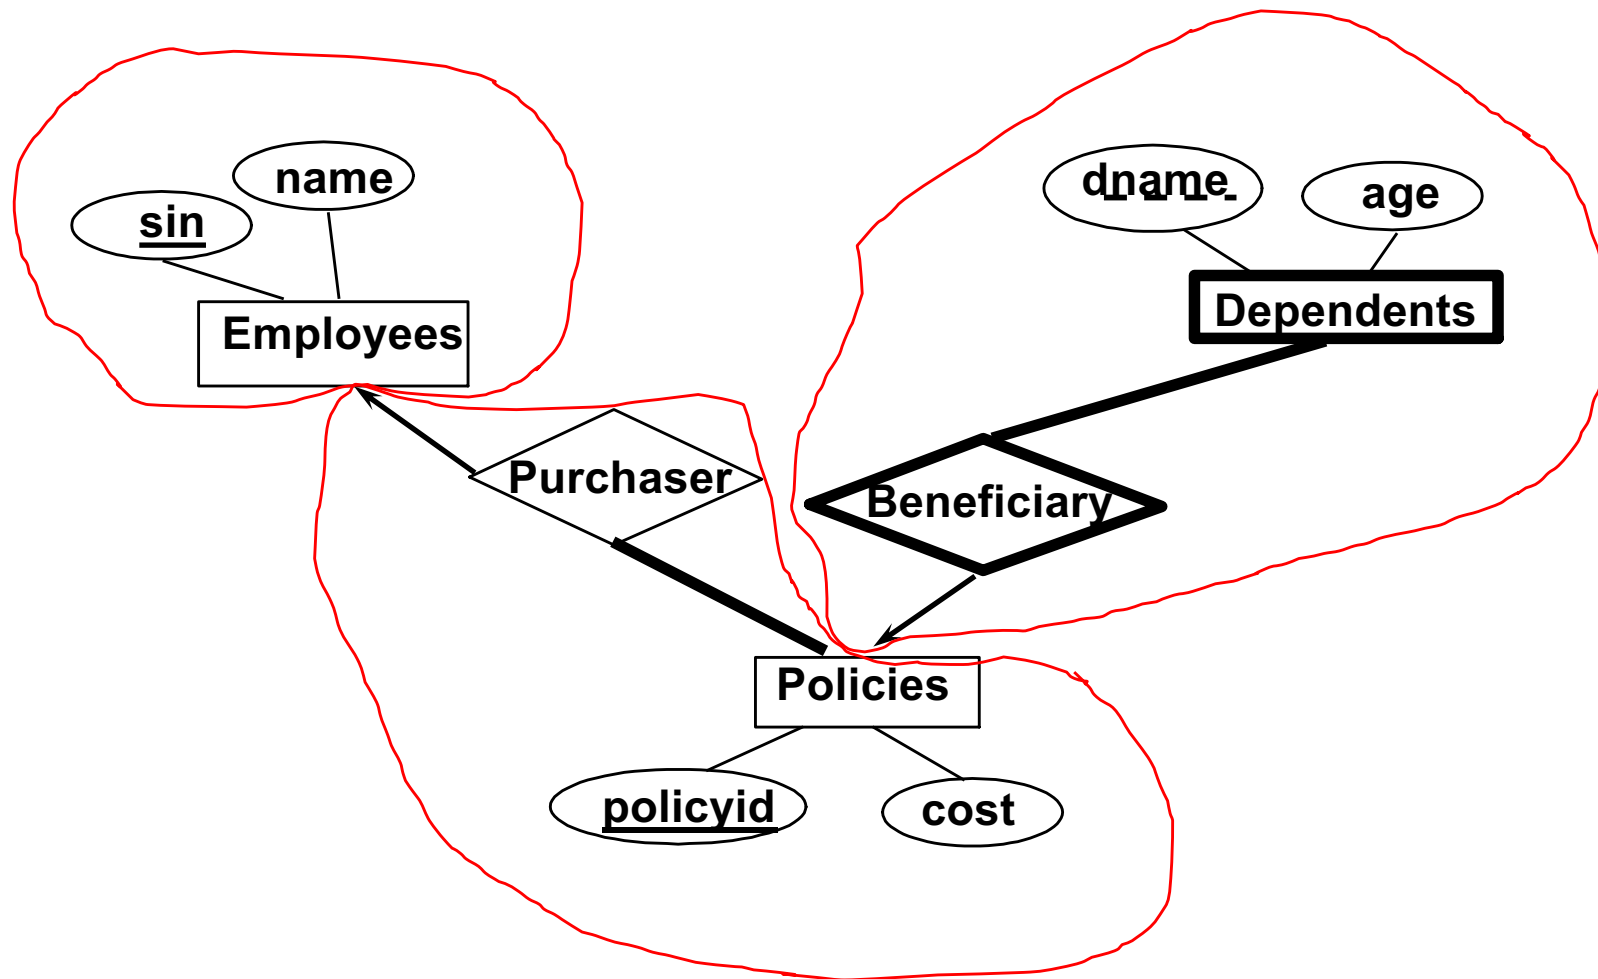 name
sin
Employees
dname
age
Dependents
Purchaser
Beneficiary
Policies
policyid
cost